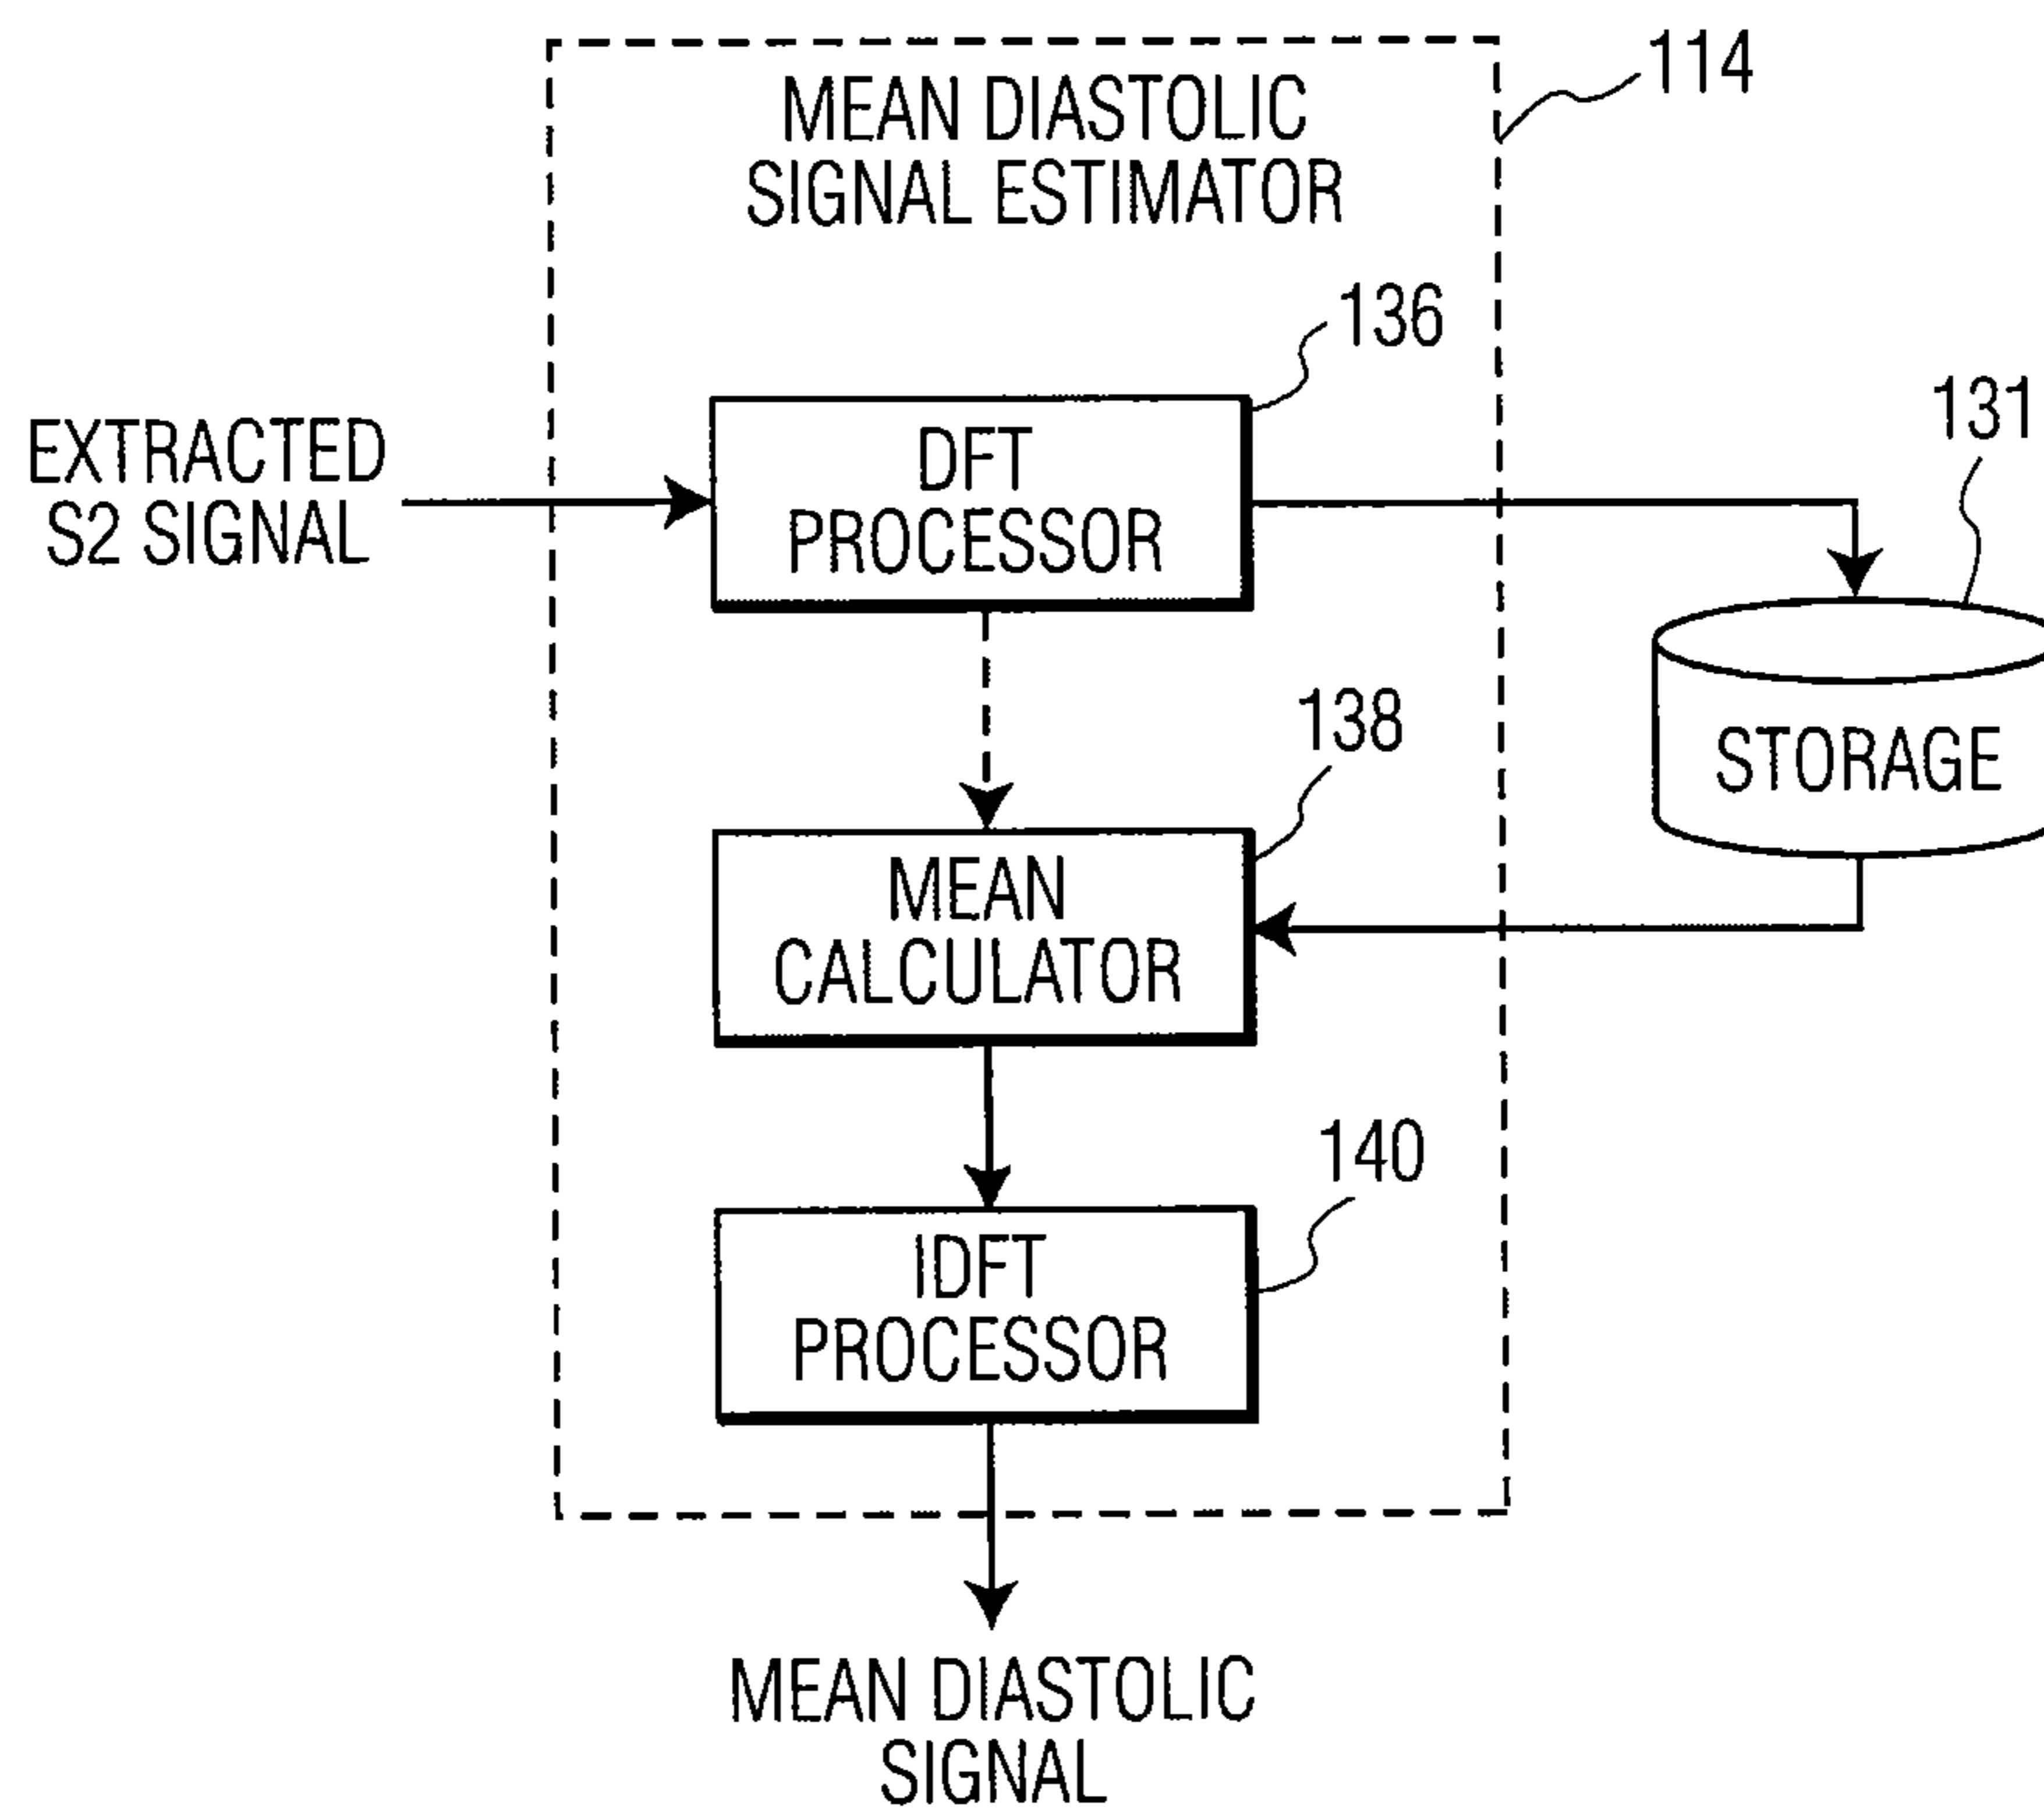 114
MEAN DIASTOLIC
SIGNAL ESTIMATOR
136
131
EXTRACTED
S2 SIGNAL
DFT
PROCESSOR
138
STORAGE
MEAN
CALCULATOR
140
IDFT
PROCESSOR
MEAN DIASTOLIC
SIGNAL